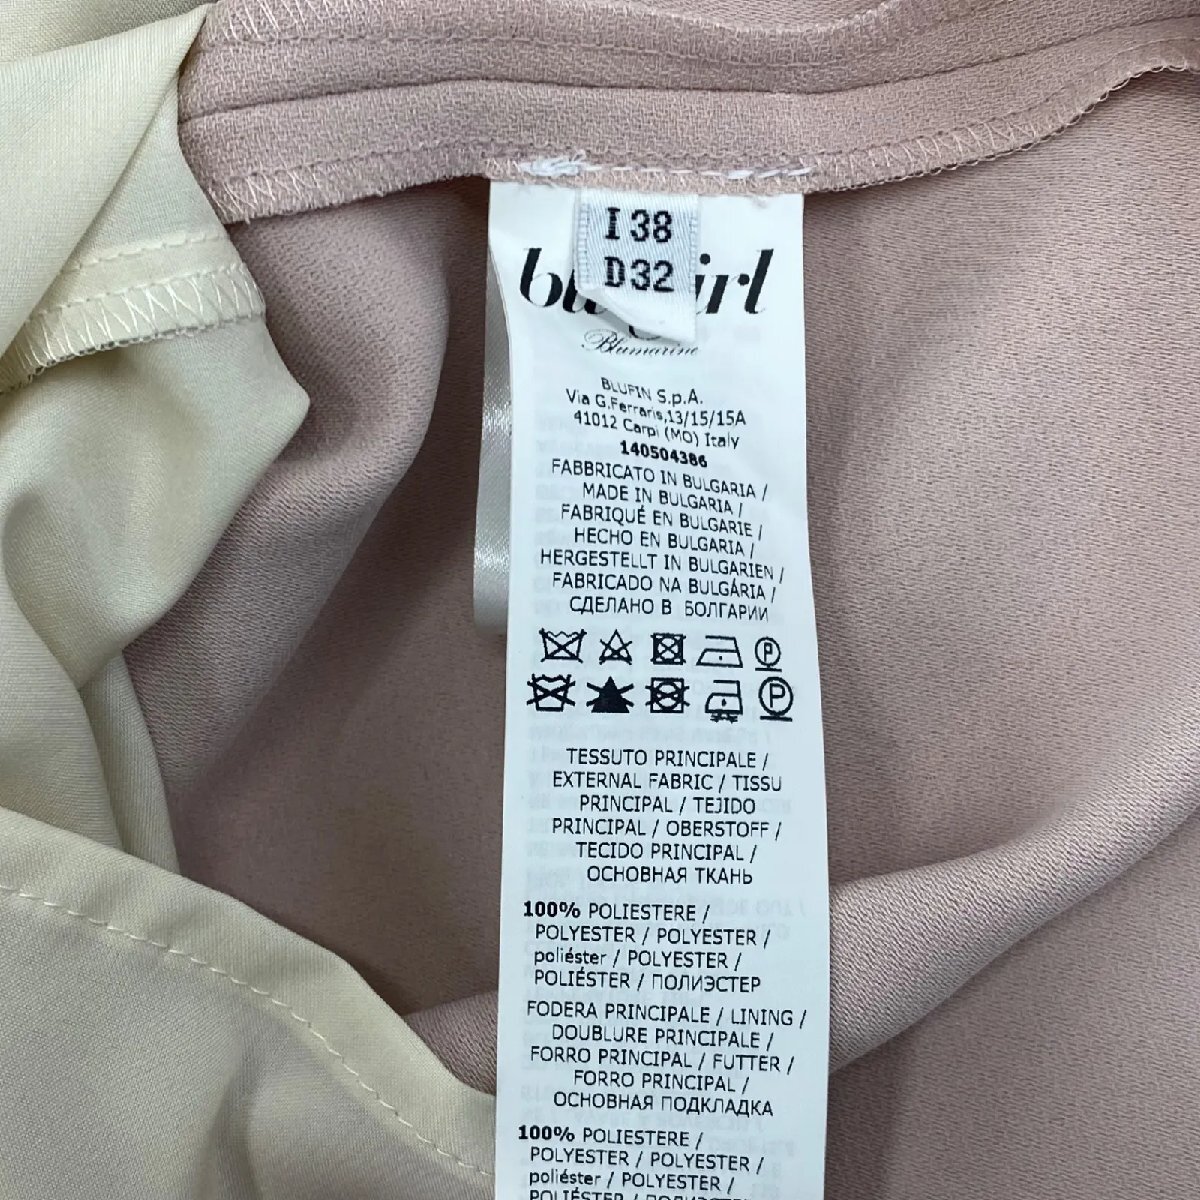 I 38
D 32
Blumarine
BLUFIN S.p.A.
Via G.Ferraris,13/15/15A
41012 Carpi (MO) Italy
140504386
FABBRICATO IN BULGARIA /
MADE IN BULGARIA /
FABRIQUÉ EN BULGARIE /
HECHO EN BULGARIA /
HERGESTELLT IN BULGARIEN /
FABRICADO NA BULGÁRIA /
СДЕЛАНО В БОЛГАРИИ
P
P
TESSUTO PRINCIPALE /
EXTERNAL FABRIC / TISSU
PRINCIPAL / TEJIDO
PRINCIPAL / OBERSTOFF /
TECIDO PRINCIPAL /
ОСНОВНАЯ ТКАНЬ
100% POLIESTERE /
POLYESTER / POLYESTER /
poliéster / POLYESTER /
POLIÉSTER / ПОЛИЭСТЕР
FODERA PRINCIPALE / LINING /
DOUBLURE PRINCIPALE /
FORRO PRINCIPAL / FUTTER /
FORRO PRINCIPAL /
ОСНОВНАЯ ПОДКЛАДКА
100% POLIESTERE /
POLYESTER / POLYESTER /
poliéster / POLYESTER /
POLIÉSTER / ПОЛИЭСТЕР